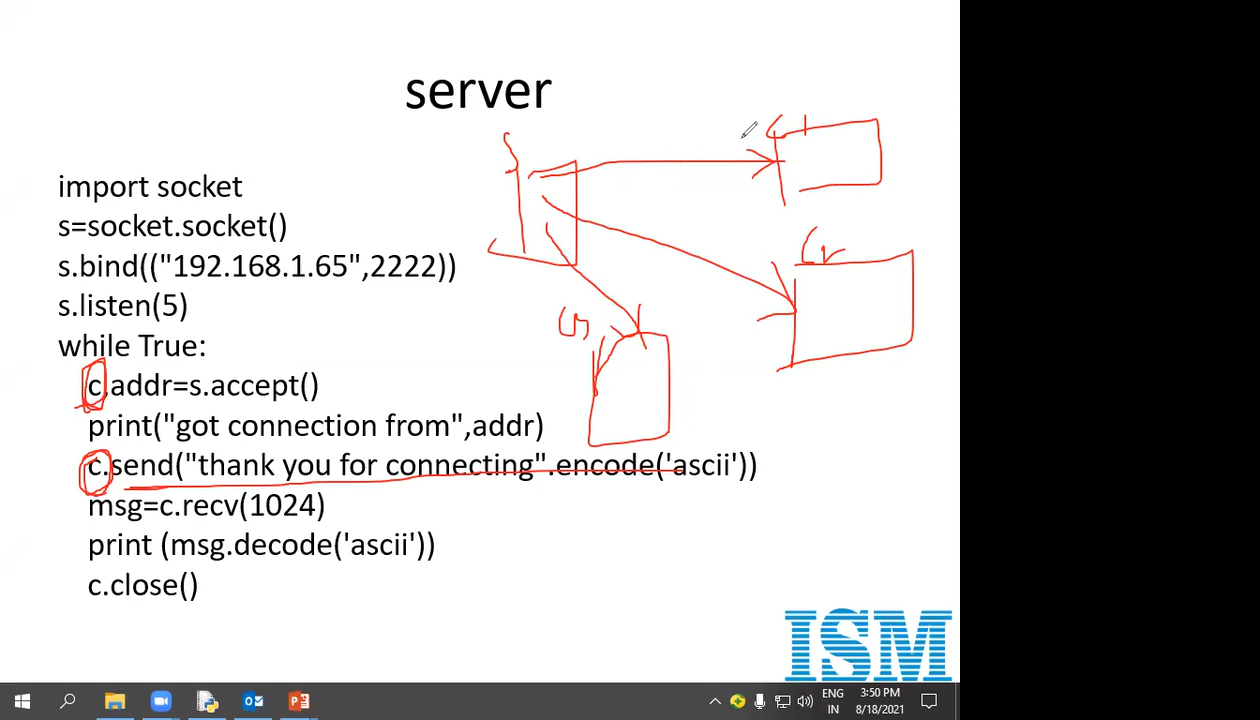 server
import socket
s=socket.socket()
s.bind(("192.168.1.65",2222))
s.listen(5)
while True:
c,addr=s.accept()
print("got connection from",addr)
c.send("thank you for connecting".encode('ascii'))
msg=c.recv(1024)
print (msg.decode('ascii'))
c.close()
S
C1
ISM
ENG
IN
3:50 PM
8/18/2021